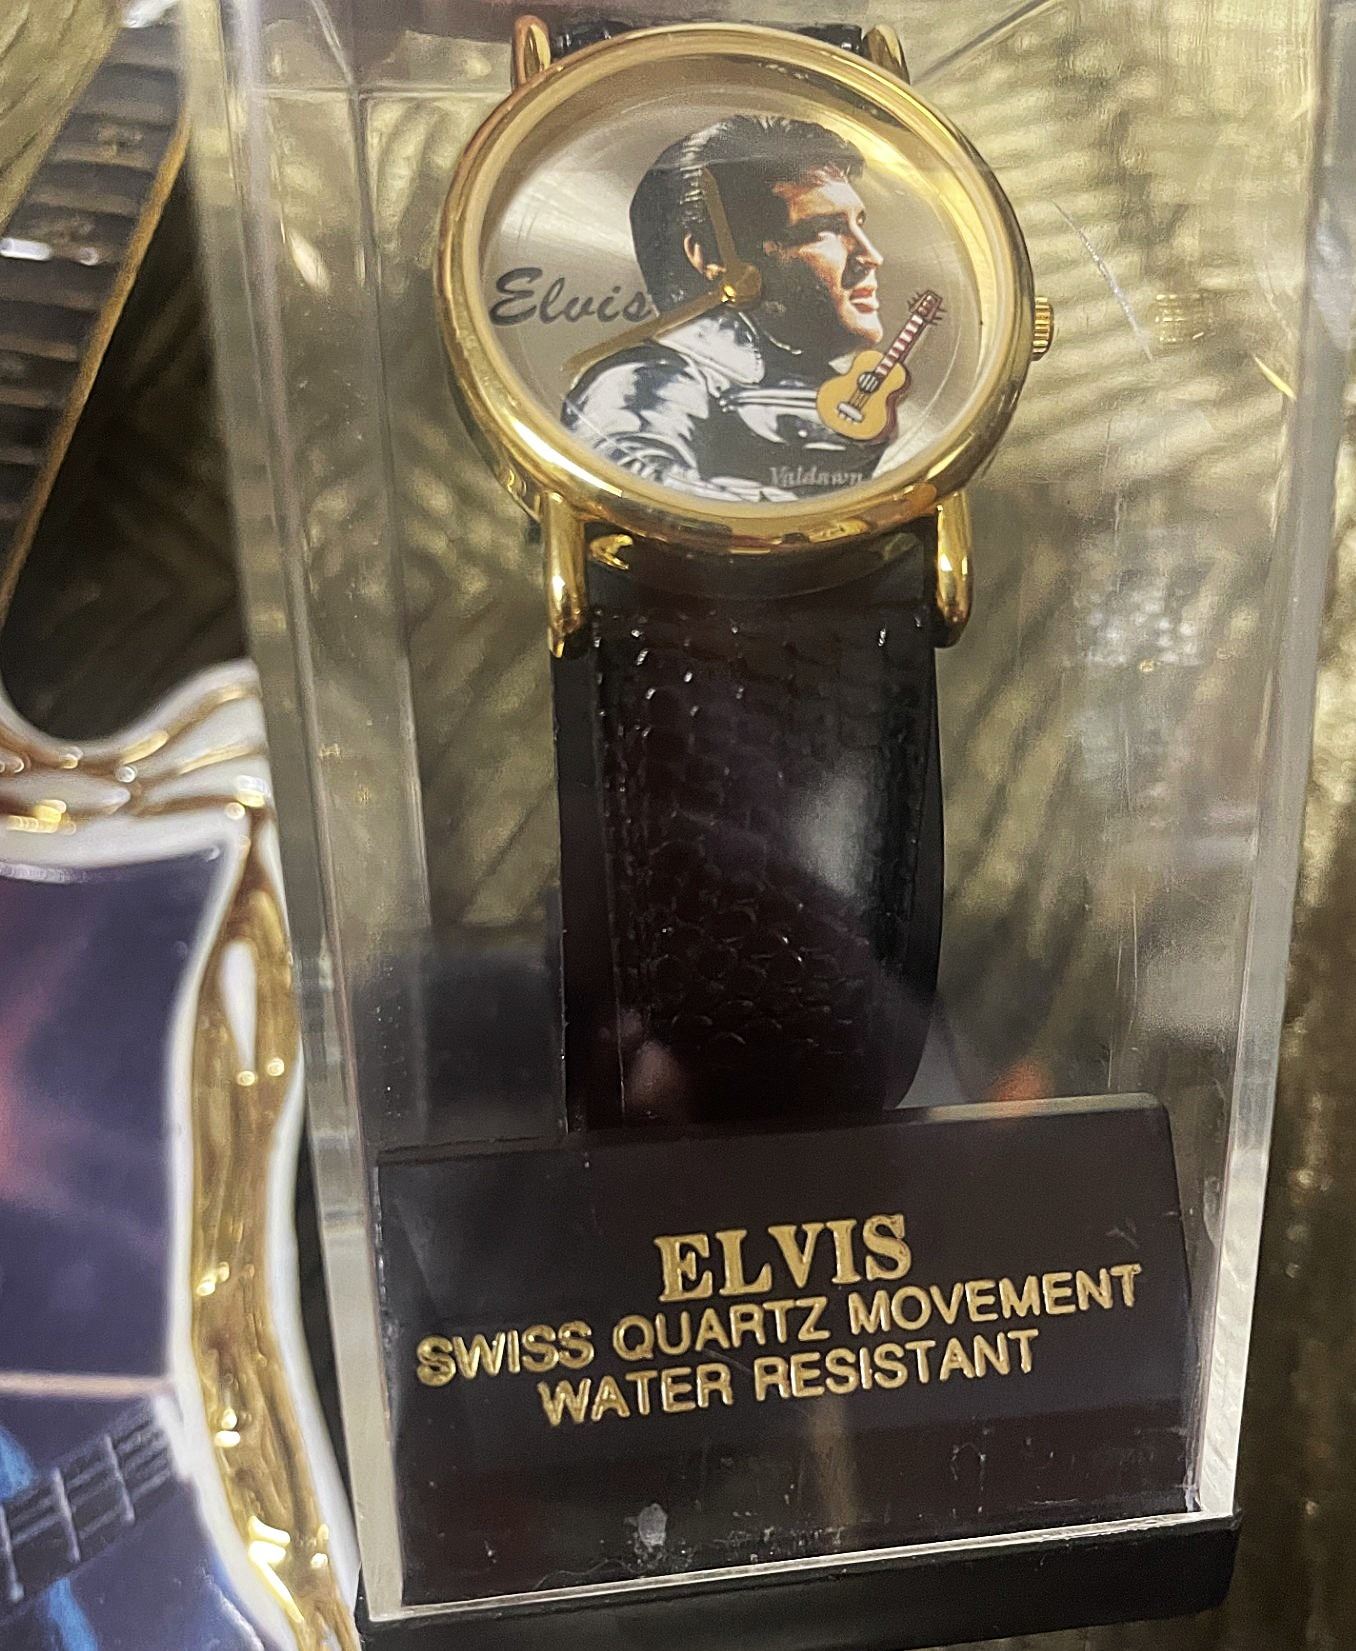 Elvis
Valdawn
ELVIS
SWISS QUARTZ MOVEMENT
WATER RESISTANT